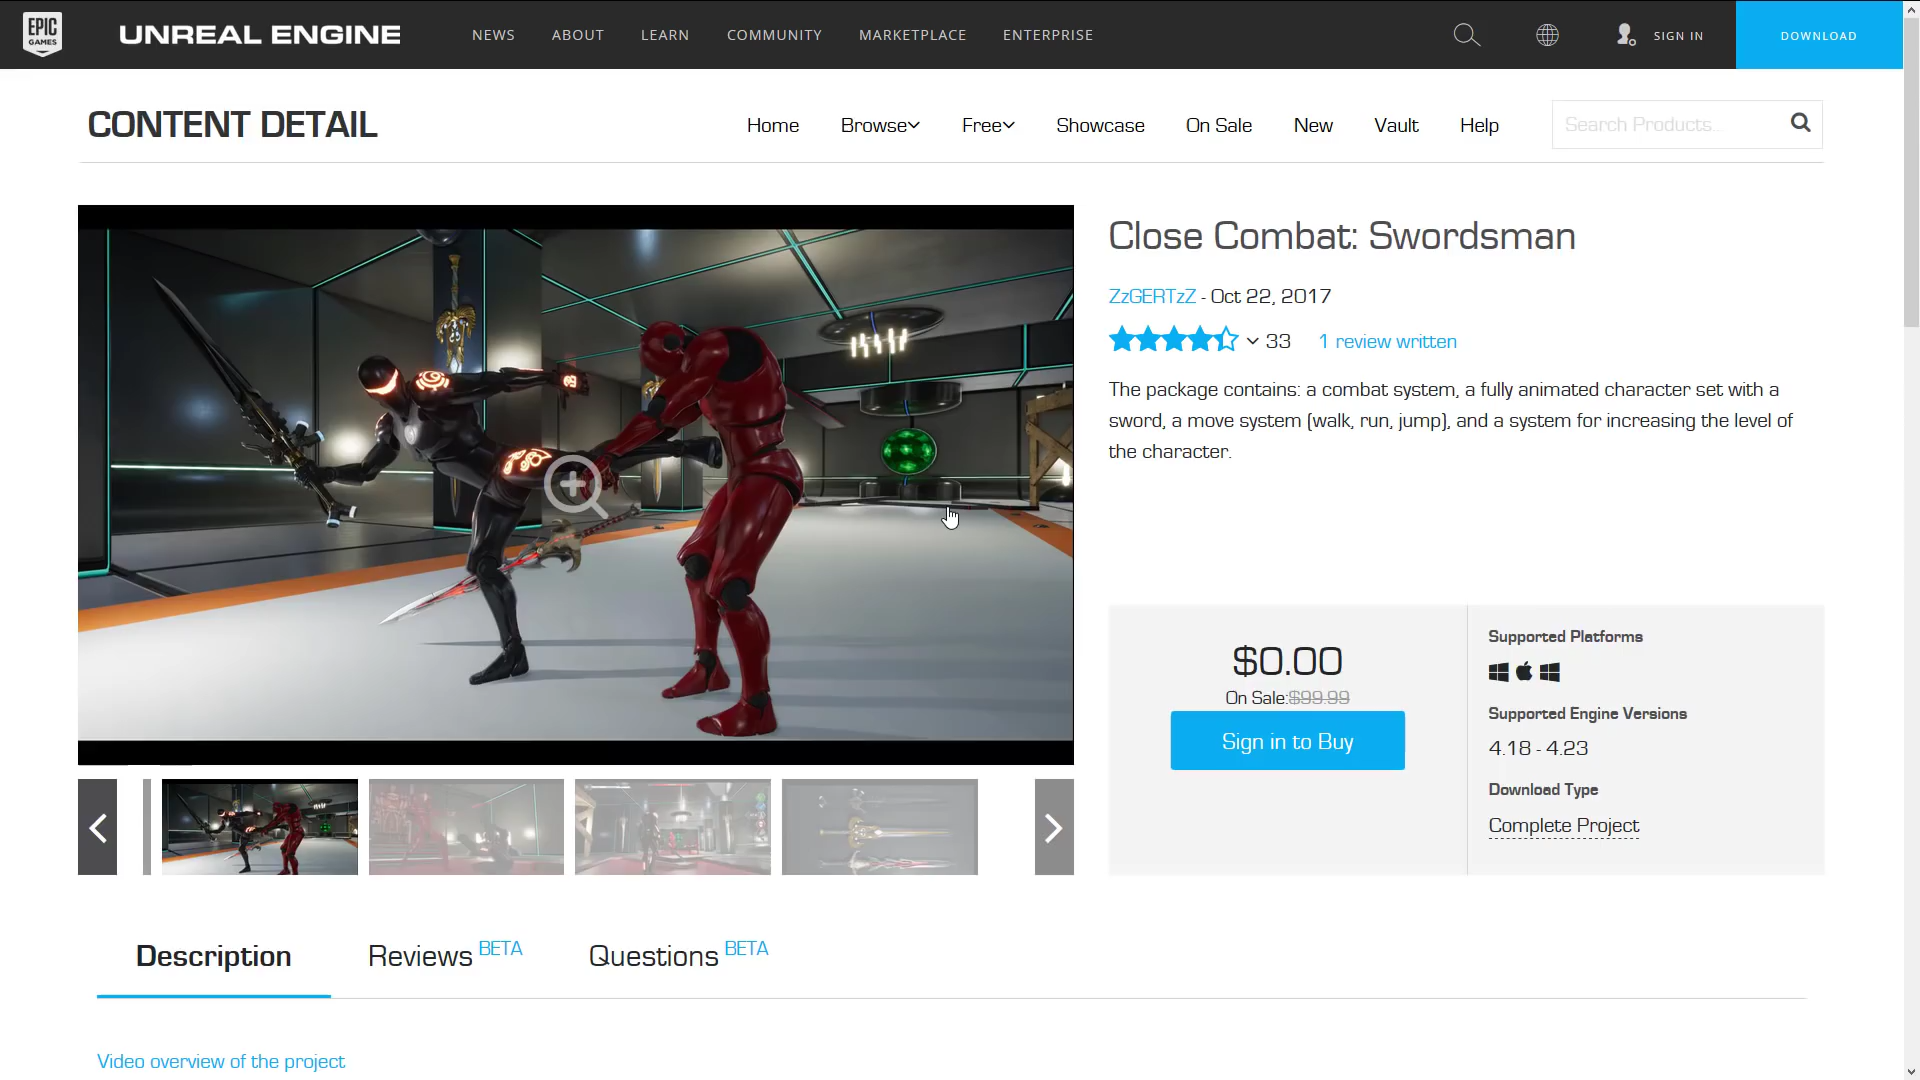 EPIC
GAMES
UNREAL ENGINE
NEWS
ABOUT
LEARN
COMMUNITY
MARKETPLACE
ENTERPRISE
SIGN IN
DOWNLOAD
CONTENT DETAIL
Home
Browse
Free
Showcase
On Sale
New
Vault
Help
Search Products...
Close Combat: Swordsman
ZzGERTzZ - Oct 22, 2017
33
1 review written
The package contains: a combat system, a fully animated character set with a
sword, a move system (walk, run, jump), and a system for increasing the level of
the character.
$0.00
On Sale:$99.99
Sign in to Buy
Supported Platforms
Supported Engine Versions
4.18 - 4.23
Download Type
Complete Project
Description
Reviews BETA
Questions BETA
Video overview of the project